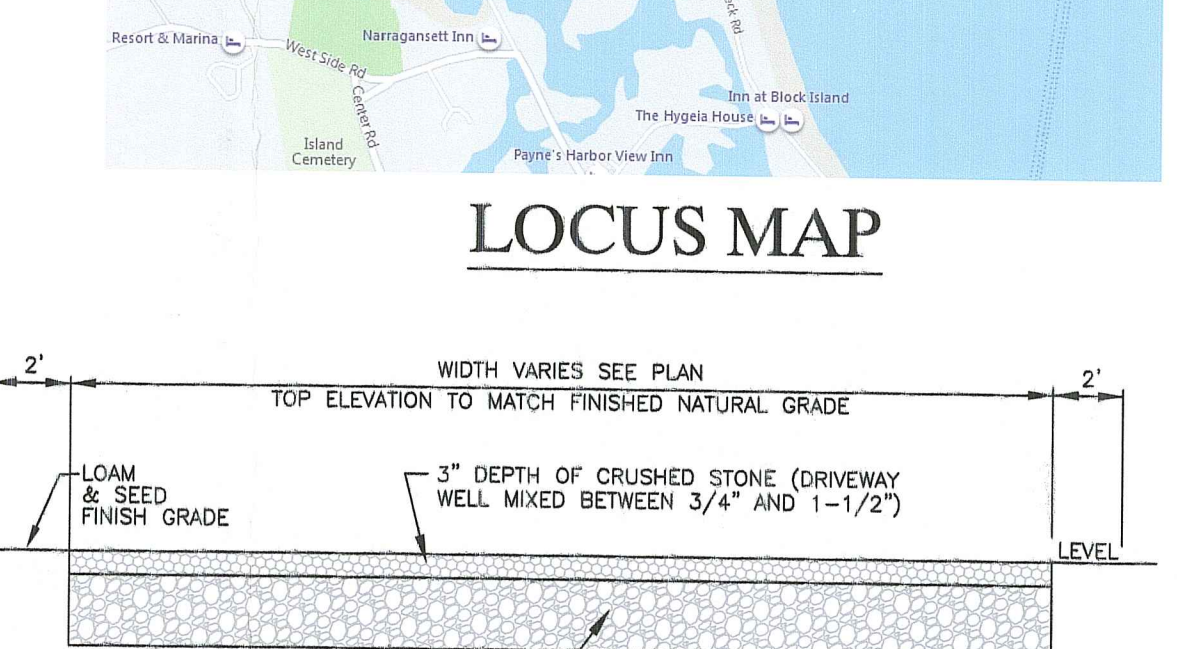 Resort & Marina
Narragansett Inn
West Side Rd
Center Rd
Island
Cemetery
Inn at Block Island
The Hygeia House
Payne's Harbor View Inn
Rd
LOCUS MAP
2'
WIDTH VARIES SEE PLAN
2'
TOP ELEVATION TO MATCH FINISHED NATURAL GRADE
LOAM
& SEED
FINISH GRADE
3" DEPTH OF CRUSHED STONE (DRIVEWAY
WELL MIXED BETWEEN 3/4" AND 1-1/2")
LEVEL